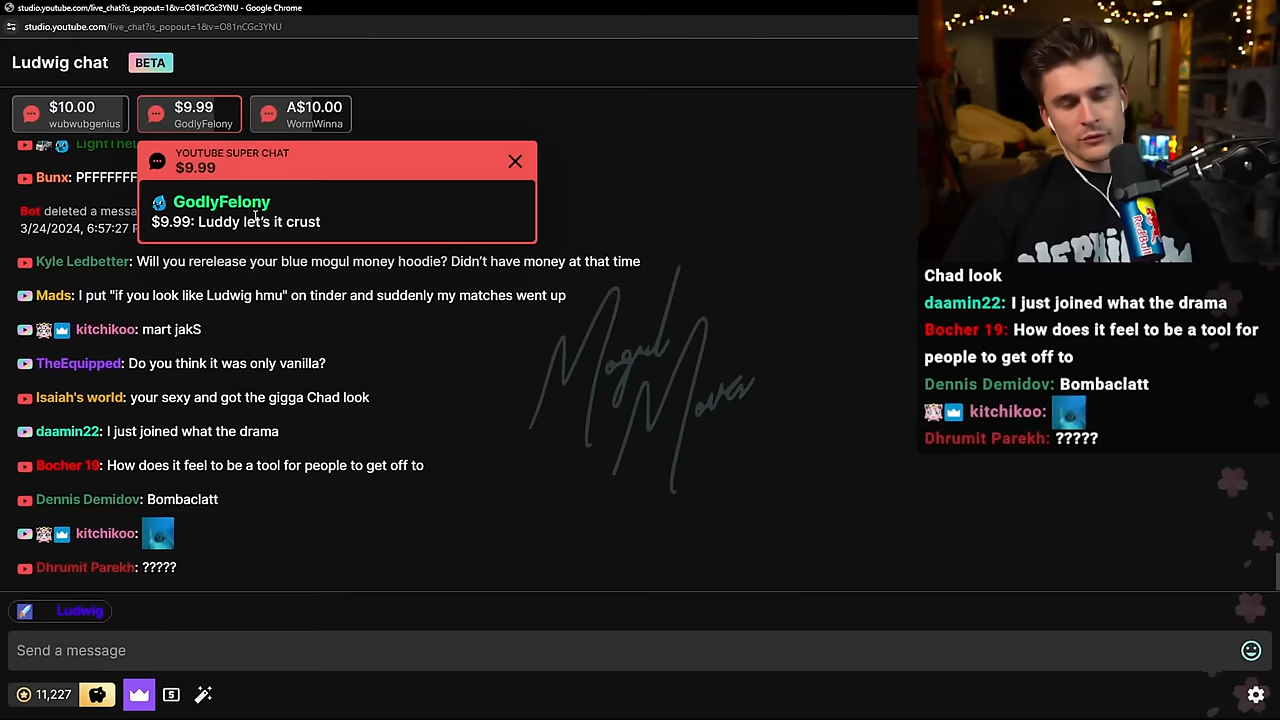 studio.youtube.com/live_chat?is_popout=1&v=O81nCGc3YNU - Google Chrome
studio.youtube.com/live_chat?is_popout=1&v=O81nCGc3YNU
Ludwig chat BETA
$10.00
wubwubgenius
$9.99
GodlyFelony
A$10.00
WormWinna
YOUTUBE SUPER CHAT
$9.99
GodlyFelony
$9.99: Luddy let's it crust
Bunx: PFFFFFFF
Bot deleted a messa
3/24/2024, 6:57:27 P
Kyle Ledbetter: Will you rerelease your blue mogul money hoodie? Didn't have money at that time
Mads: I put "if you look like Ludwig hmu" on tinder and suddenly my matches went up
kitchikoo: mart jakS
TheEquipped: Do you think it was only vanilla?
Isaiah's world: your sexy and got the gigga Chad look
daamin22: I just joined what the drama
Bocher 19: How does it feel to be a tool for people to get off to
Dennis Demidov: Bombaclatt
kitchikoo:
Dhrumit Parekh: ?????
Ludwig
Send a message
11,227
Mogul
Moves
Red Bull
Chad look
daamin22: I just joined what the drama
Bocher 19: How does it feel to be a tool for
people to get off to
Dennis Demidov: Bombaclatt
kitchikoo:
Dhrumit Parekh: ?????